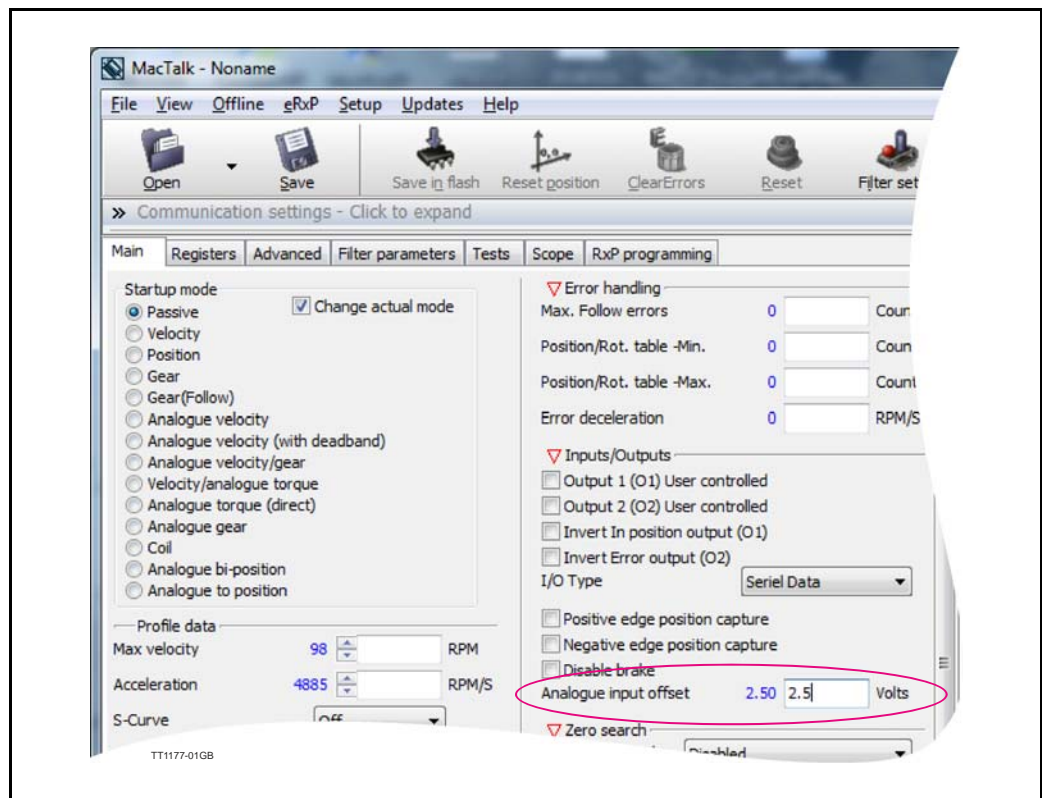 MacTalk - Noname
File View Offline eRxP Setup Updates Help
Open Save Save in flash Reset position ClearErrors Reset Filter set
» Communication settings - Click to expand
Main Registers Advanced Filter parameters Tests Scope RxP programming
Startup mode
Change actual mode
Passive
Velocity
Position
Gear
Gear(Follow)
Analogue velocity
Analogue velocity (with deadband)
Analogue velocity/gear
Velocity/analogue torque
Analogue torque (direct)
Analogue gear
Coil
Analogue bi-position
Analogue to position
Profile data
Max velocity 98 RPM
Acceleration 4885 RPM/S
S-Curve Off
Error handling
Max. Follow errors 0 Coun
Position/Rot. table -Min. 0 Coun
Position/Rot. table -Max. 0 Count
Error deceleration 0 RPM/S
Inputs/Outputs
Output 1 (O1) User controlled
Output 2 (O2) User controlled
Invert In position output (O1)
Invert Error output (O2)
I/O Type Seriel Data
Positive edge position capture
Negative edge position capture
Disable brake
Analogue input offset 2.50 2.5 Volts
Zero search
Disabled
TT1177-01GB